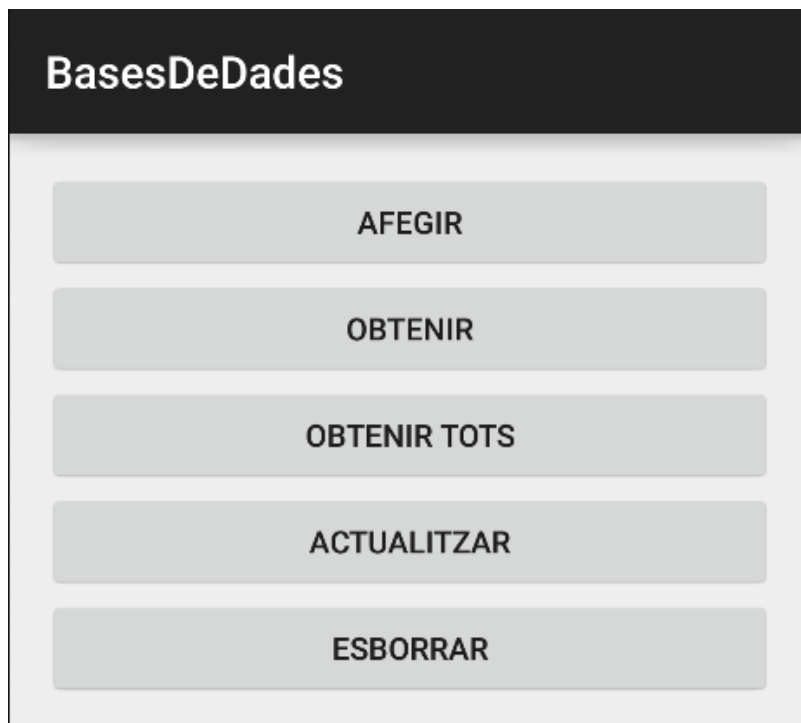 BasesDeDades
AFEGIR
OBTENIR
OBTENIR TOTS
ACTUALITZAR
ESBORRAR